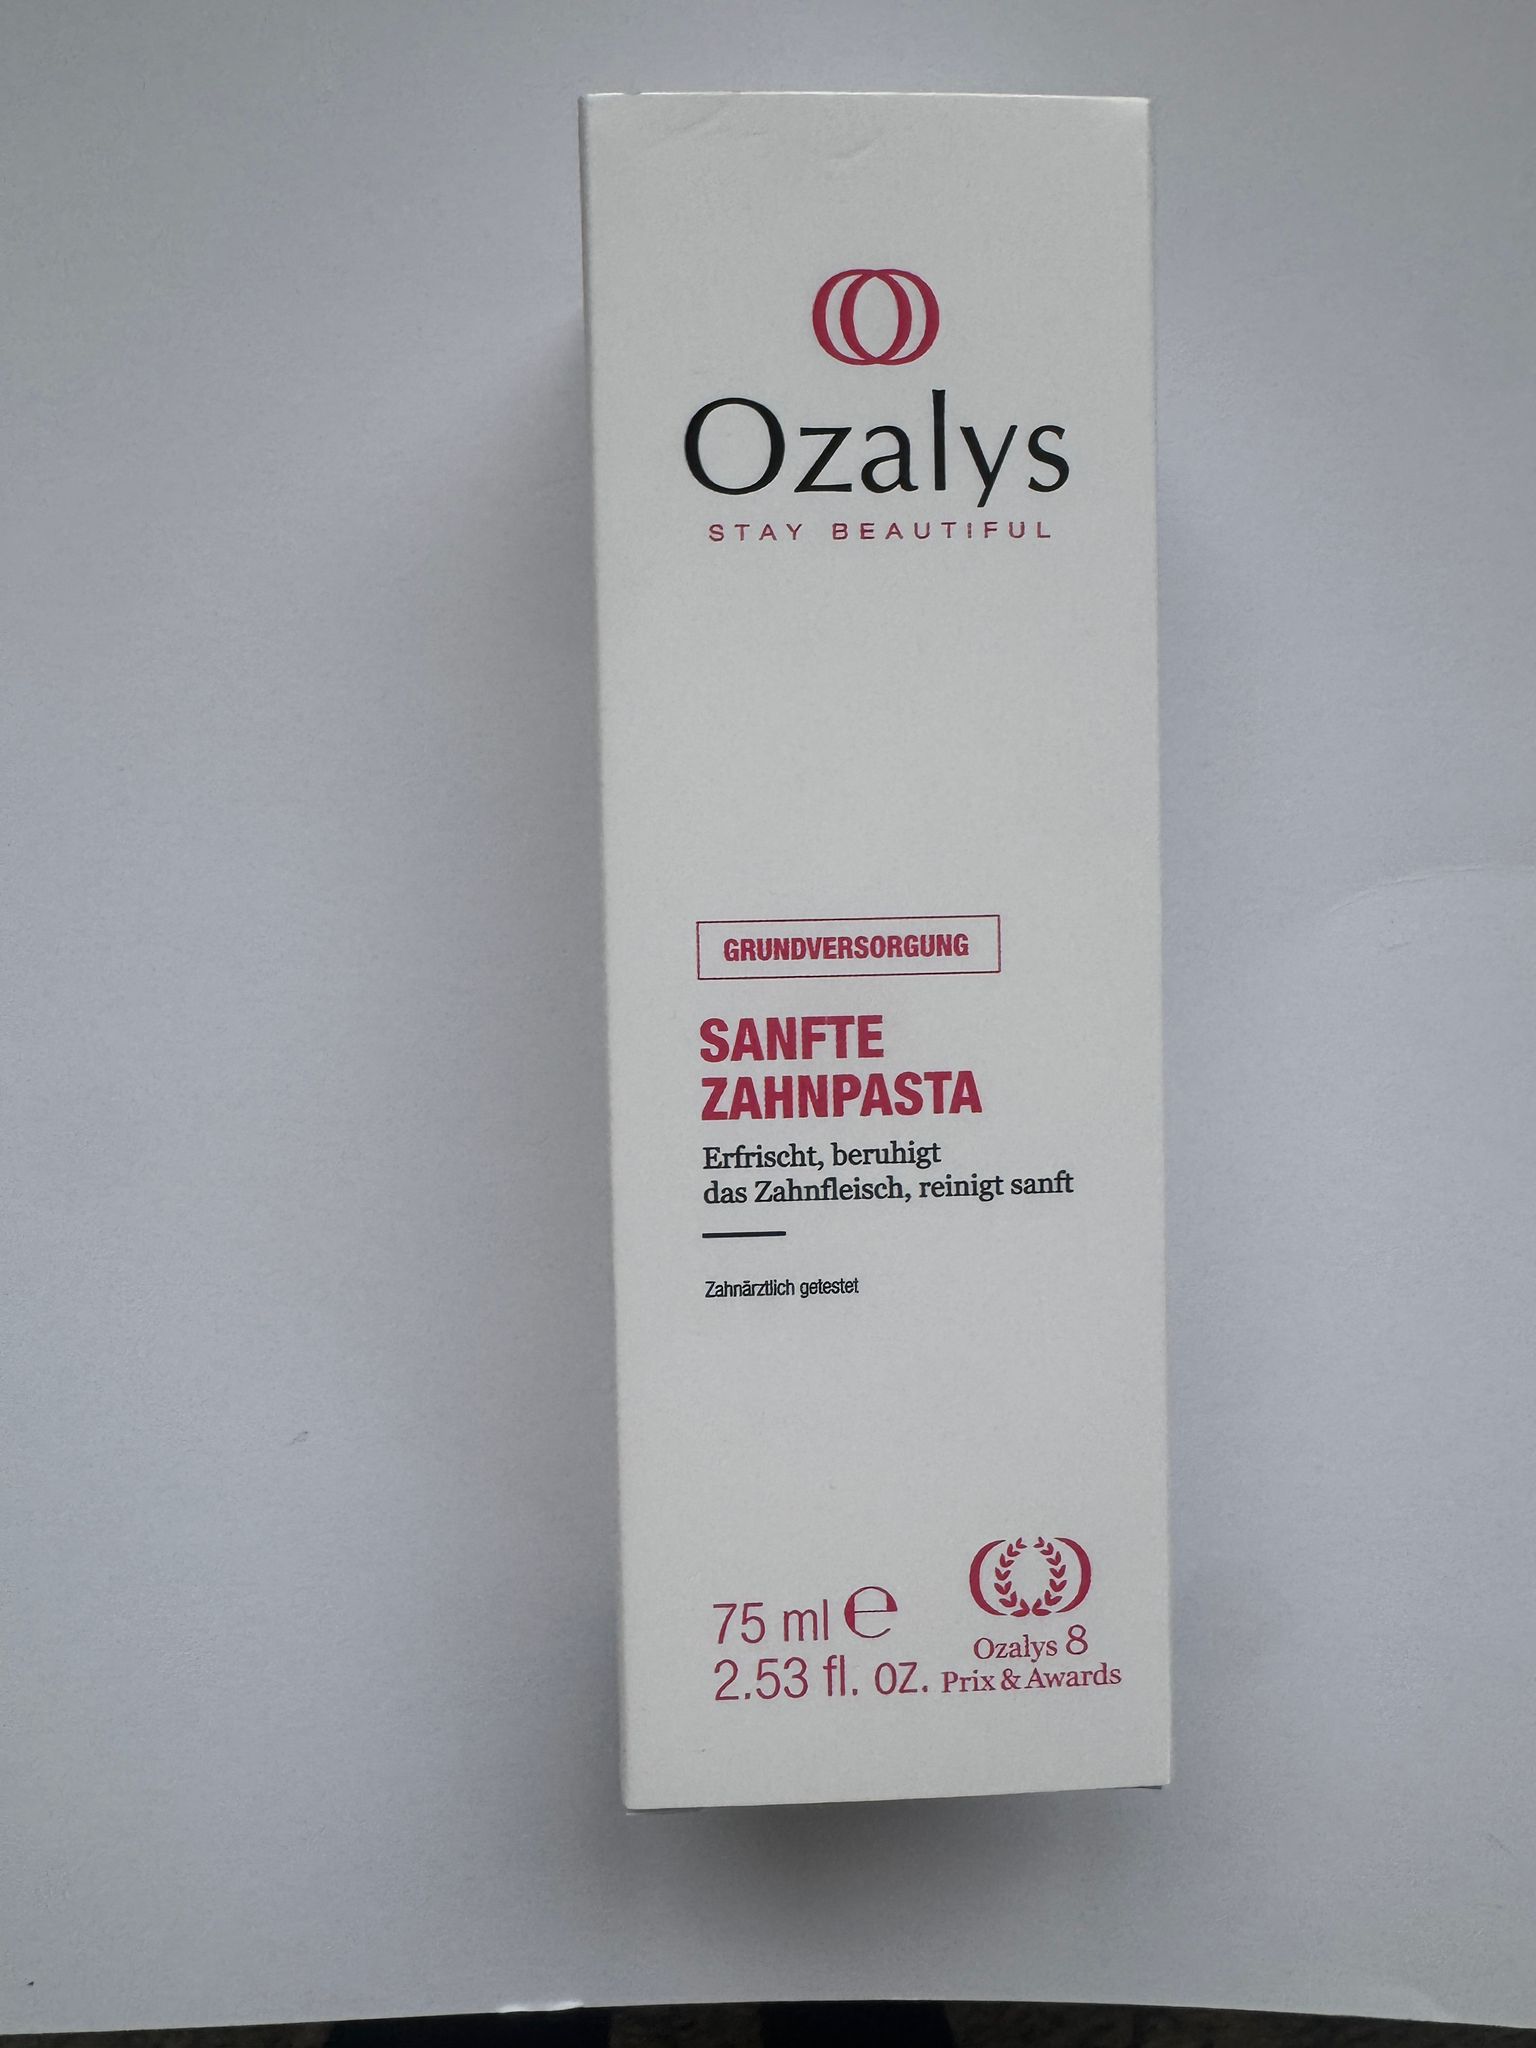 Ozalys
STAY BEAUTIFUL
GRUNDVERSORGUNG
SANFTE
ZAHNPASTA
Erfrischt, beruhigt
das Zahnfleisch, reinigt sanft
Zahnärztlich getestet
75 ml ℮
2.53 fl. oz.
Ozalys 8
Prix & Awards